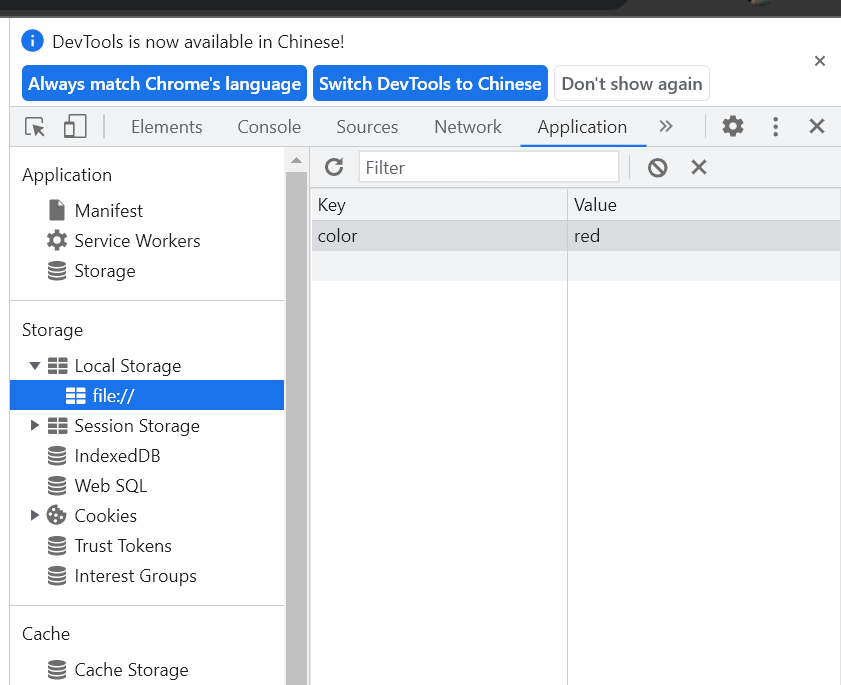 DevTools is now available in Chinese!
Always match Chrome's language Switch DevTools to Chinese Don't show again
Elements Console Sources Network Application
Application
Manifest
Service Workers
Storage
Storage
Local Storage
file://
Session Storage
IndexedDB
Web SQL
Cookies
Trust Tokens
Interest Groups
Cache
Cache Storage
Filter
Key Value
color red